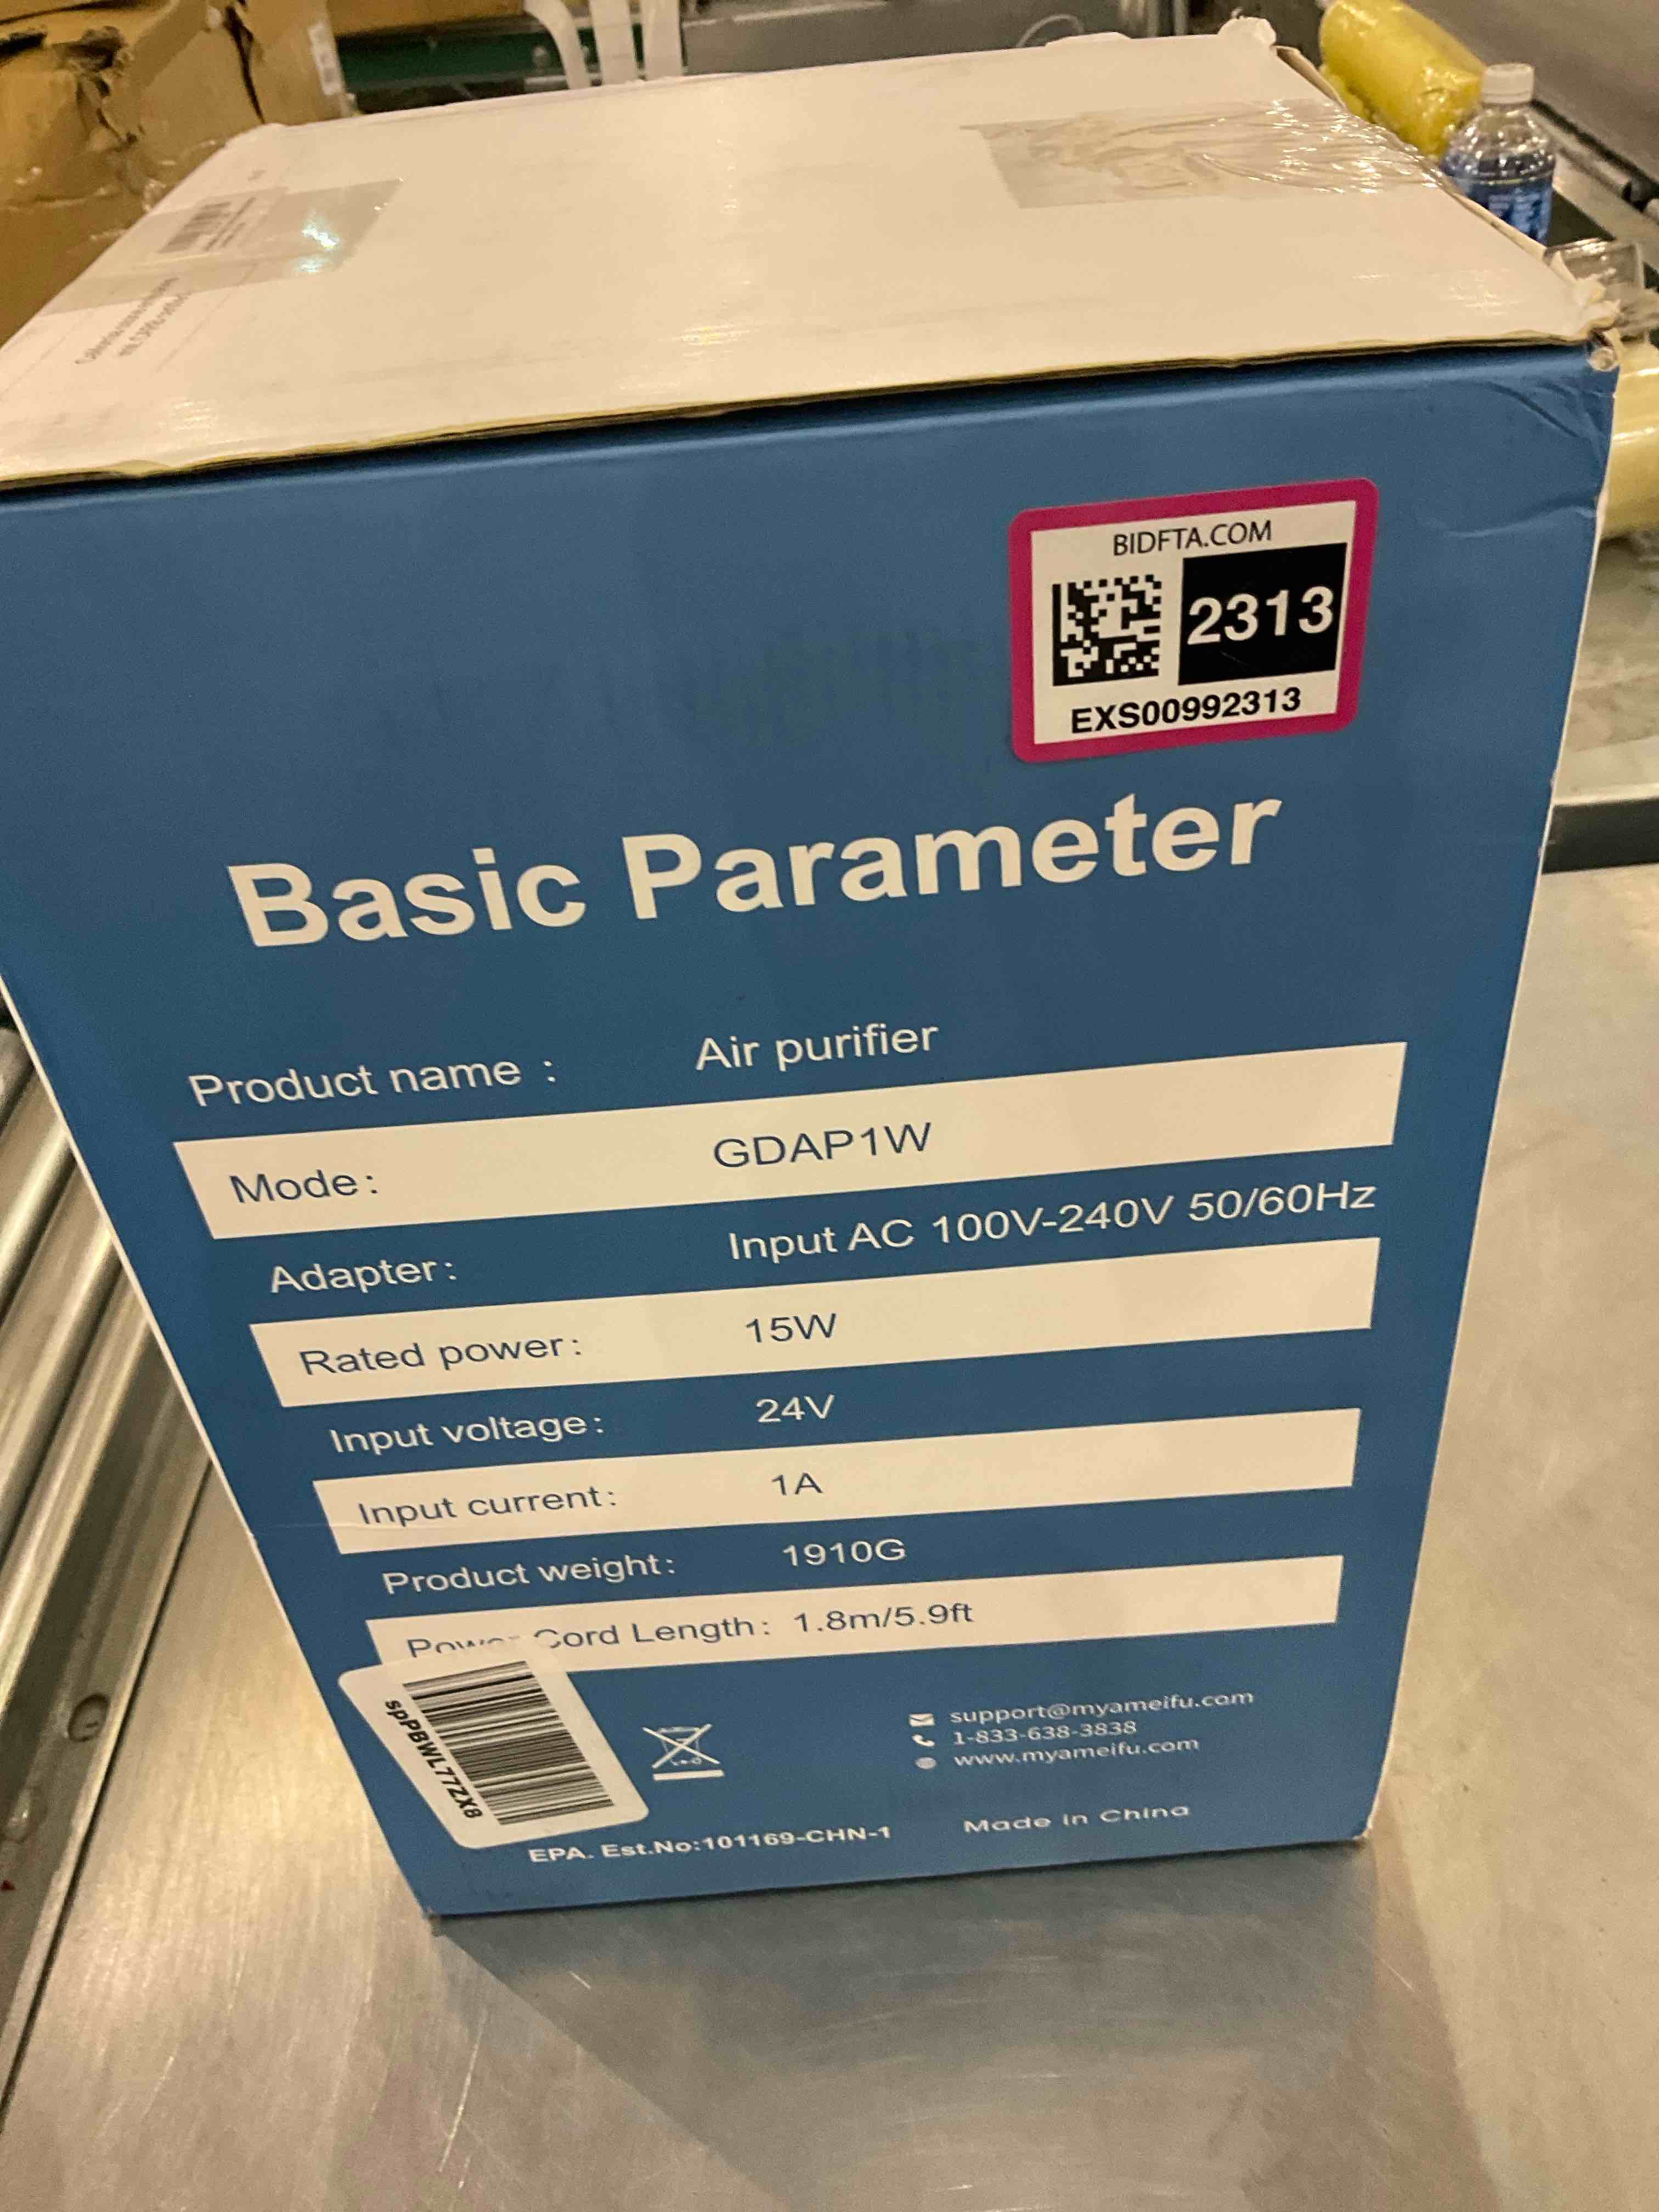 BIDFTA.COM
2313
EXS00992313
Basic Parameter
Product name : Air purifier
Mode: GDAP1W
Adapter: Input AC 100V-240V 50/60Hz
Rated power: 15W
Input voltage: 24V
Input current: 1A
Product weight: 1910G
Power Cord Length: 1.8m/5.9ft
spPBWL77ZX8
support@myameifu.com
1-833-638-3838
www.myameifu.com
EPA. Est.No:101169-CHN-1
Made in China